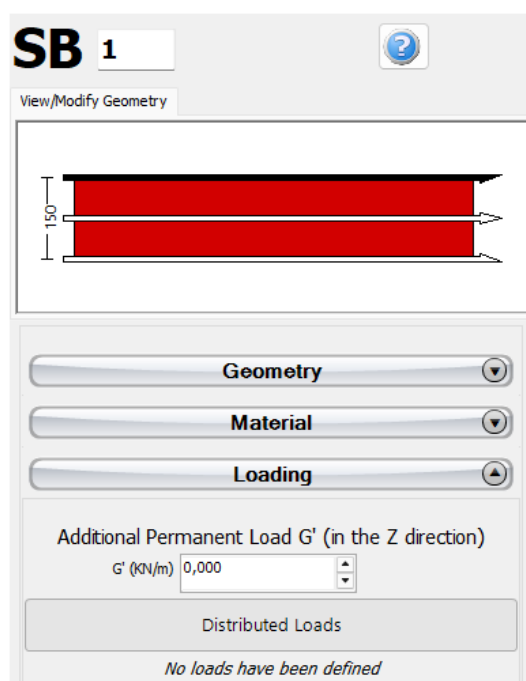 SB 1
View/Modify Geometry
150
Geometry
Material
Loading
Additional Permanent Load G' (in the Z direction)
G' (KN/m) 0,000
Distributed Loads
No loads have been defined